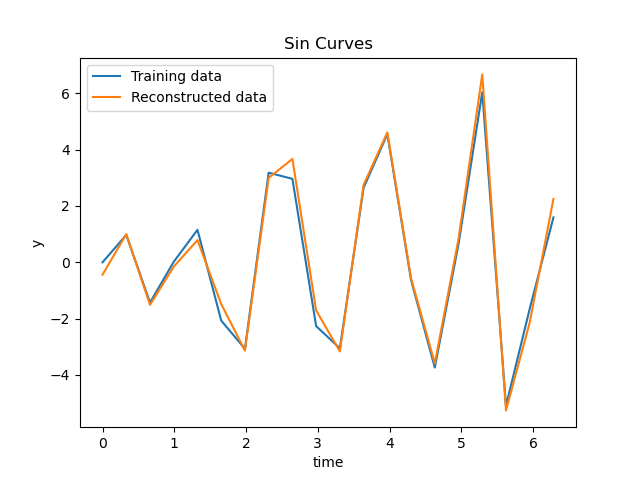 Sin Curves
Training data
Reconstructed data
6
4
2
0
−2
−4
y
0 1 2 3 4 5 6
time